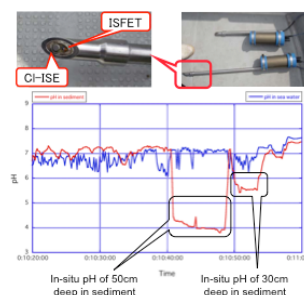 ISFET
Cl-ISE
pH in sediment
pH in sea water
9
8
7
6
5
4
3
pH
0:10:20:00
0:10:30:00
0:10:40:00
0:10:50:00
Time
In-situ pH of 50cm
deep in sediment
In-situ pH of 30cm
deep in sediment